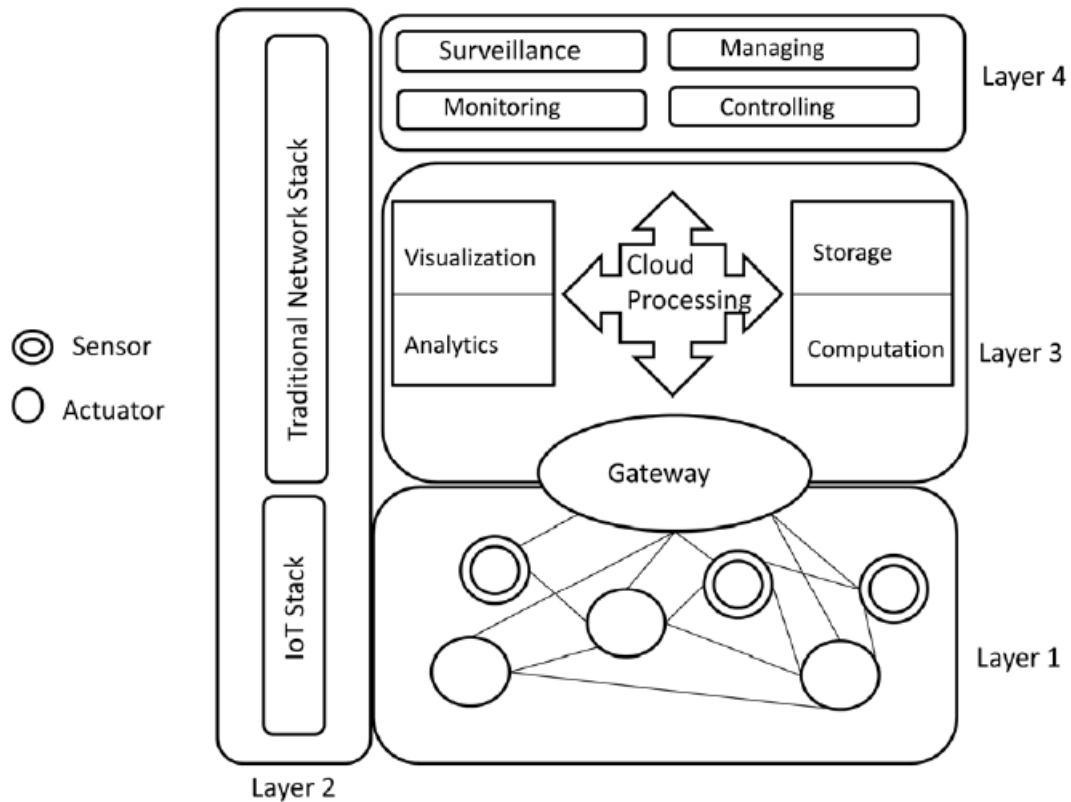 Surveillance
Managing
Monitoring
Controlling
Layer 4
Traditional Network Stack
Visualization
Analytics
Cloud
Processing
Storage
Computation
Layer 3
Sensor
Actuator
Gateway
IoT Stack
Layer 1
Layer 2